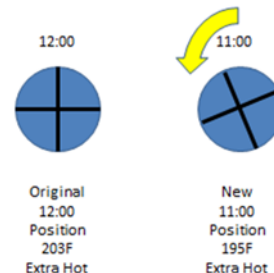 12:00
11:00
Original
12:00
Position
203F
Extra Hot
New
11:00
Position
195F
Extra Hot